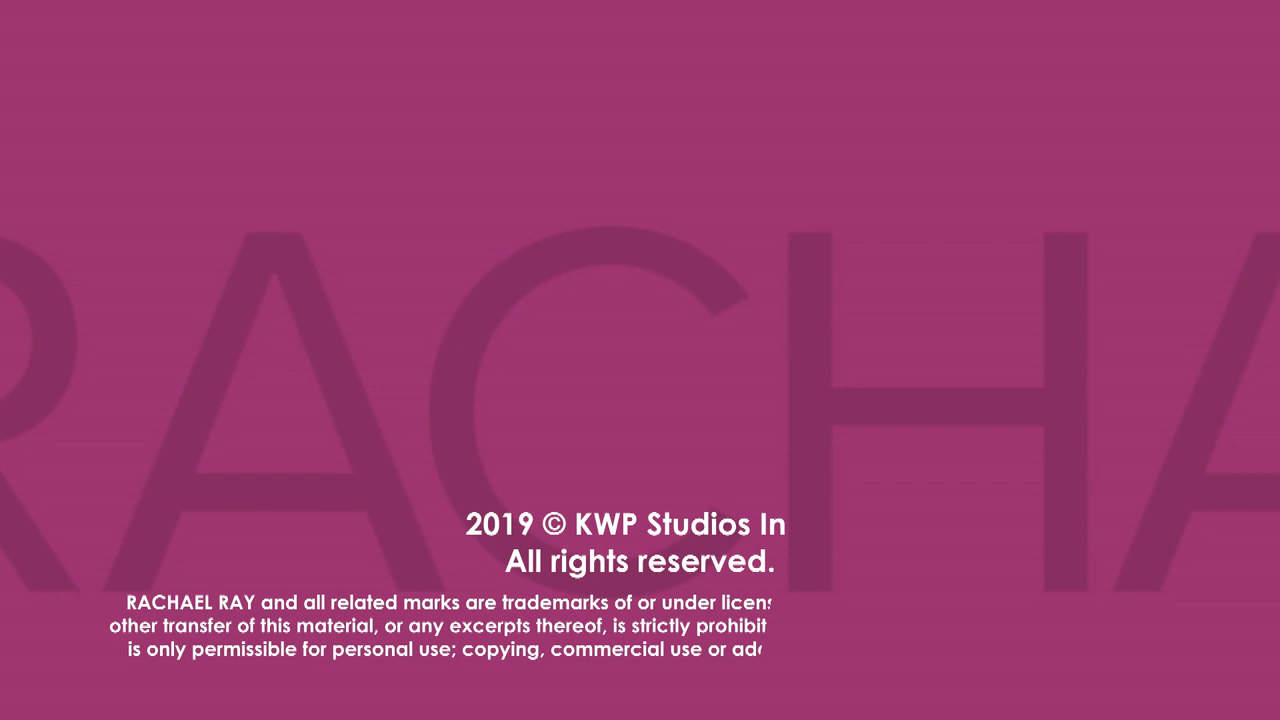 RACHA
2019 © KWP Studios In
All rights reserved.
RACHAEL RAY and all related marks are trademarks of or under licens
other transfer of this material, or any excerpts thereof, is strictly prohibit
is only permissible for personal use; copying, commercial use or ad